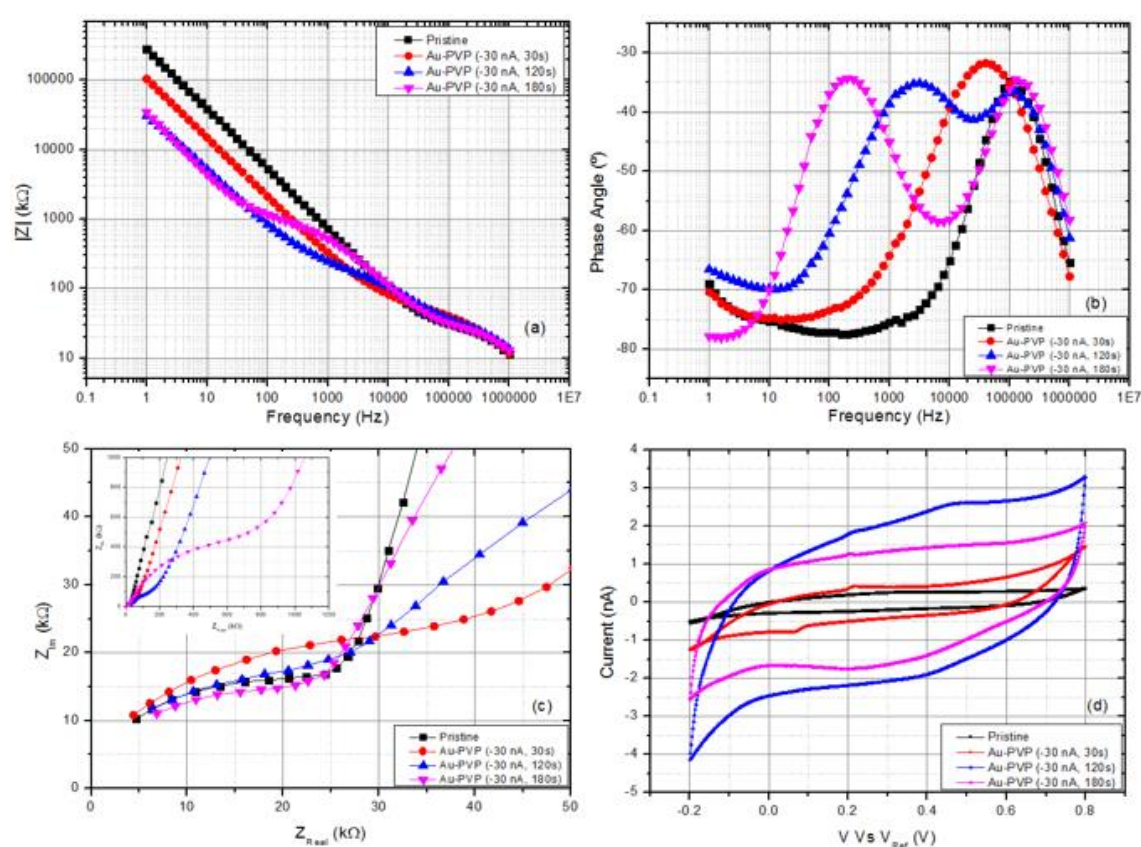 Pristine
Au-PVP (-30 nA, 30s)
Au-PVP (-30 nA, 120s)
Au-PVP (-30 nA, 180s)
100000
10000
1000
100
10
|Z| (kΩ)
(a)
0.1 1 10 100 1000 10000 100000 1000000 1E7
Frequency (Hz)
-30
-40
-50
-60
-70
-80
Phase Angle (º)
(b)
Pristine
Au-PVP (-30 nA, 30s)
Au-PVP (-30 nA, 120s)
Au-PVP (-30 nA, 180s)
0.1 1 10 100 1000 10000 100000 1000000 1E7
Frequency (Hz)
50
40
30
20
10
0
Z Im (kΩ)
(c)
Pristine
Au-PVP (-30 nA, 30s)
Au-PVP (-30 nA, 120s)
Au-PVP (-30 nA, 180s)
0 10 20 30 40 50
Z Real (kΩ)
4
3
2
1
0
-1
-2
-3
-4
-5
Current (nA)
(d)
Pristine
Au-PVP (-30 nA, 30s)
Au-PVP (-30 nA, 120s)
Au-PVP (-30 nA, 180s)
-0.2 0.0 0.2 0.4 0.6 0.8
V Vs V Ref (V)